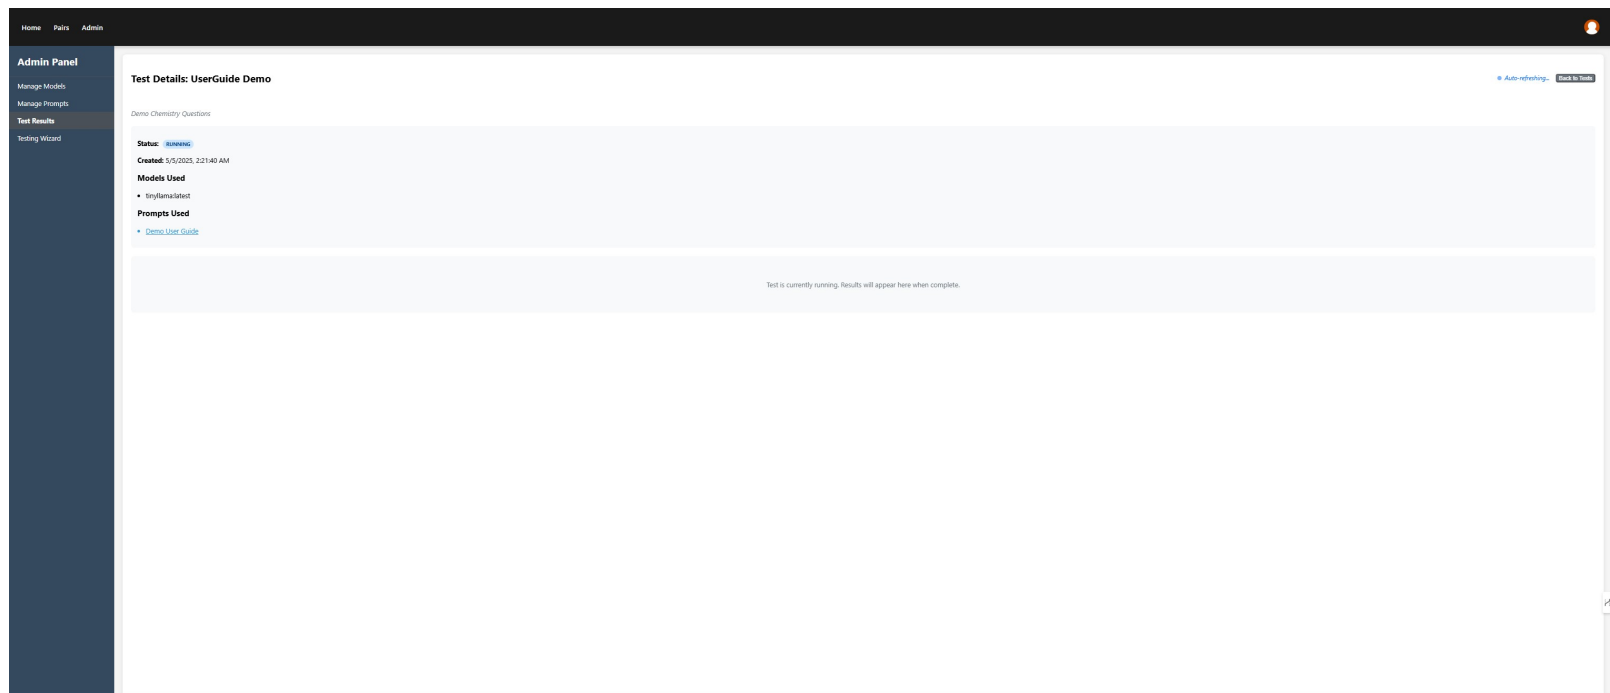 Home Pairs Admin
Admin Panel
Manage Models
Manage Prompts
Test Results
Testing Wizard
Test Details: UserGuide Demo
Auto-refreshing...
Back to Tests
Demo Chemistry Questions
Status: RUNNING
Created: 5/5/2025, 2:21:40 AM
Models Used
• tinyllama:latest
Prompts Used
• Demo User Guide
Test is currently running. Results will appear here when complete.